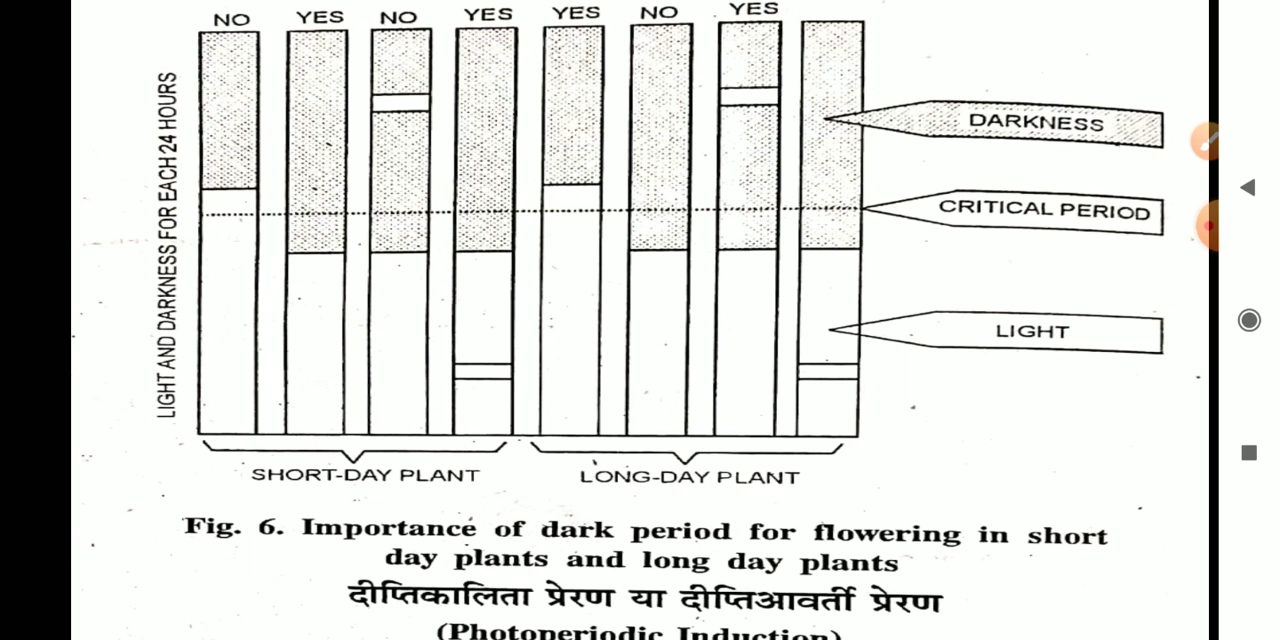 NO YES NO YES YES NO YES
LIGHT AND DARKNESS FOR EACH 24 HOURS
DARKNESS
CRITICAL PERIOD
LIGHT
SHORT-DAY PLANT LONG-DAY PLANT
Fig. 6. Importance of dark period for flowering in short
day plants and long day plants
दीप्तिकालिता प्रेरण या दीप्तिआवर्ती प्रेरण
(Photoperiodic Induction)